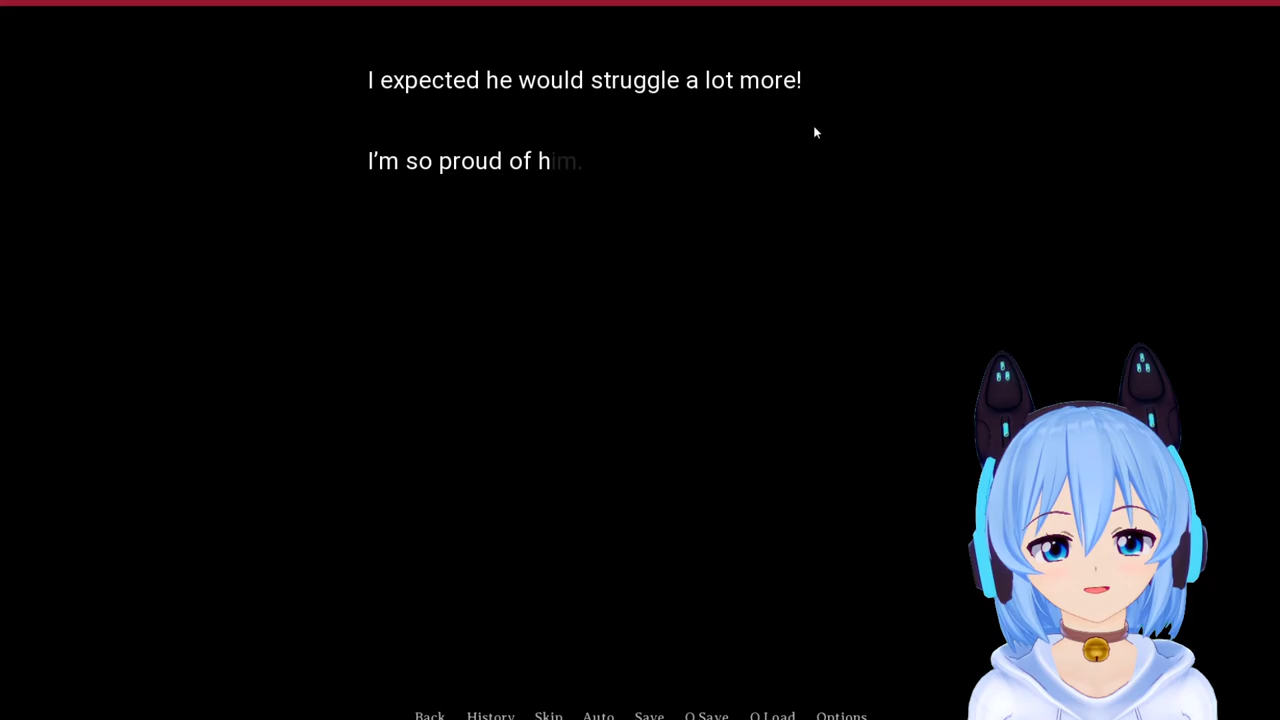 I expected he would struggle a lot more!
I'm so proud of him.
Back History Skip Auto Save Q.Save Q.Load Options